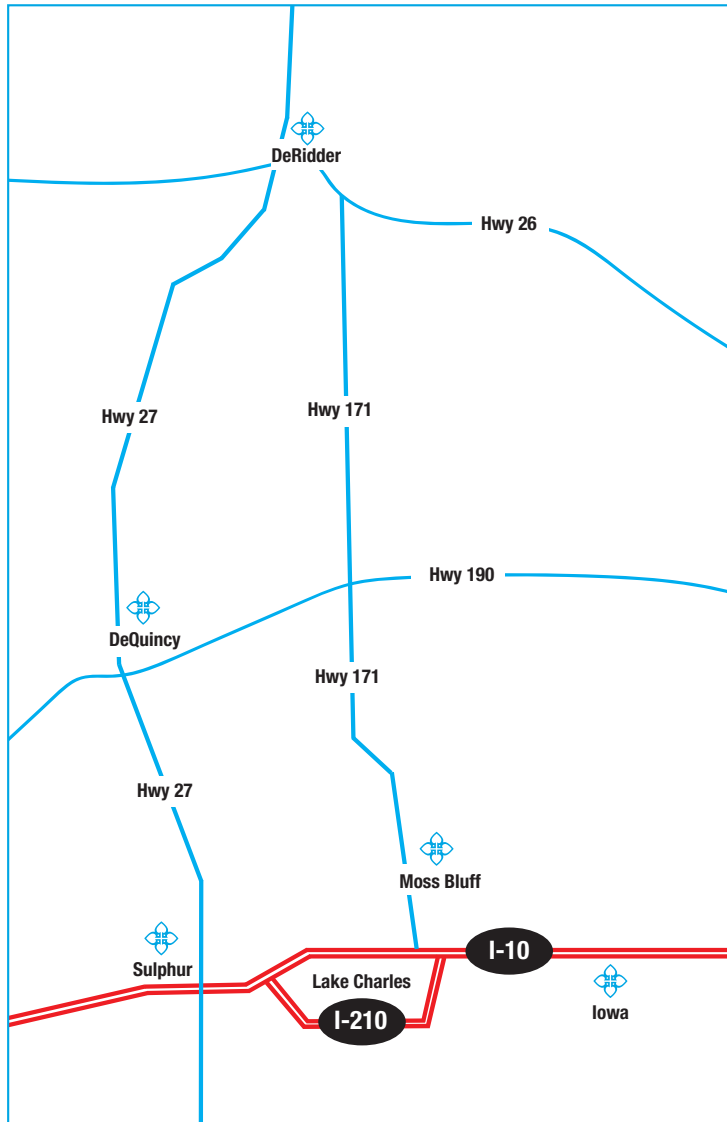 DeRidder
Hwy 26
Hwy 27
Hwy 171
Hwy 190
DeQuincy
Hwy 171
Hwy 27
Moss Bluff
I-10
Sulphur
Lake Charles
Iowa
I-210